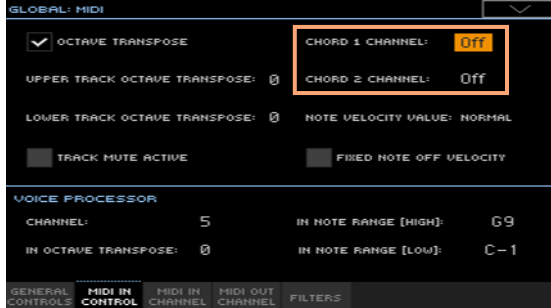 GLOBAL: MIDI
OCTAVE TRANSPOSE
CHORD 1 CHANNEL: Off
UPPER TRACK OCTAVE TRANSPOSE: 0
CHORD 2 CHANNEL: Off
LOWER TRACK OCTAVE TRANSPOSE: 0
NOTE VELOCITY VALUE: NORMAL
TRACK MUTE ACTIVE
FIXED NOTE OFF VELOCITY
VOICE PROCESSOR
CHANNEL: 5
IN NOTE RANGE [HIGH]: G9
IN OCTAVE TRANSPOSE: 0
IN NOTE RANGE [LOW]: C-1
GENERAL CONTROLS
MIDI IN CONTROL
MIDI IN CHANNEL
MIDI OUT CHANNEL
FILTERS